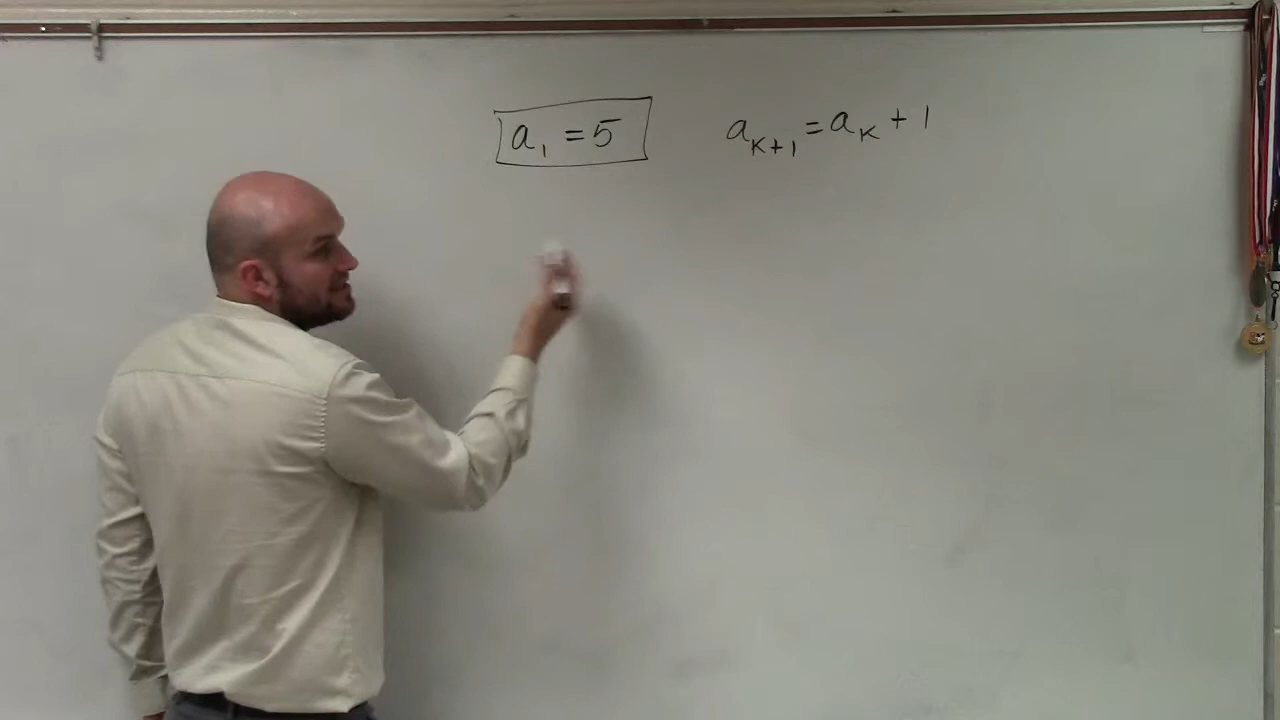 a₁ = 5
aₖ₊₁ = aₖ + 1